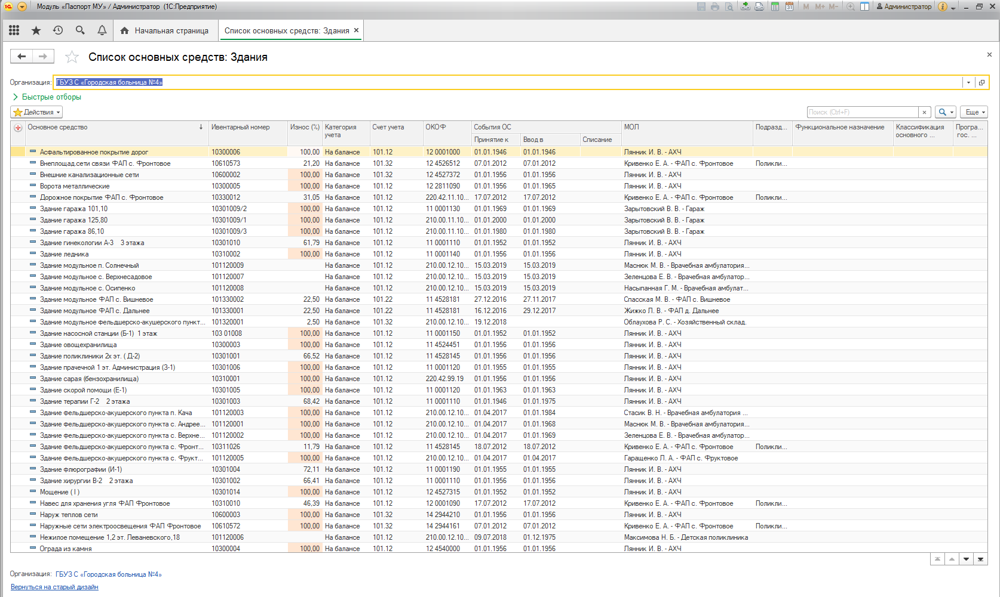 Модуль «Паспорт МУ» / Администратор (1С:Предприятие)
M M+ M- Администратор
Начальная страница Список основных средств: Здания ×
Список основных средств: Здания
Организация: ГБУЗ С «Городская больница №4»
Быстрые отборы
Действия Поиск (Ctrl+F) × Еще
Основное средство Ивентарный номер Износ (%) Категория учета Счет учета ОКОФ События ОС МОЛ Подразд... Функциональное назначение Классификация основного ... Програ... гос. ...
Принятие к Ввод в Списание
Асфальтированное покрытие дорог 10300006 100,00 На балансе 101.12 12 0001000 01.01.1946 01.01.1946 Лянник И. В. - АХЧ
Внеплощад.сети связи ФАП с. Фронтовое 10610573 21,20 На балансе 101.32 12 4526512 07.01.2012 07.01.2012 Кривенко Е. А. - ФАП с. Фронтовое Поликли...
Внешние канализационные сети 10600002 100,00 На балансе 101.32 12 4527372 01.01.1956 01.01.1956 Лянник И. В. - АХЧ
Ворота металлические 10300005 100,00 На балансе 101.12 12 2811090 01.01.1956 01.01.1965 Лянник И. В. - АХЧ
Дорожное покрытие ФАП с. Фронтовое 10330012 31,05 На балансе 101.12 220.42.11.10... 17.07.2012 17.07.2012 Кривенко Е. А. - ФАП с. Фронтовое Поликли...
Здание гаража 101,10 10301009/2 100,00 На балансе 101.12 11 0001130 01.01.1969 01.01.1969 Зарытовский В. В. - Гараж
Здание гаража 125,80 10301009/1 100,00 На балансе 101.12 210.00.11.10... 01.01.2000 01.01.2000 Зарытовский В. В. - Гараж
Здание гаража 86,10 10301009/3 100,00 На балансе 101.12 210.00.11.10... 01.01.1980 01.01.1980 Зарытовский В. В. - Гараж
Здание гинекологии А-3 3 этажа 10301010 61,79 На балансе 101.12 11 0001110 01.01.1952 01.01.1952 Лянник И. В. - АХЧ
Здание ледника 10310002 100,00 На балансе 101.12 11 0001140 01.01.1956 01.01.1956 Лянник И. В. - АХЧ
Здание модульное п. Солнечный 101120009 На балансе 101.12 210.00.12.10... 15.03.2019 15.03.2019 Маснюк М. В. - Врачебная амбулатория...
Здание модульное с. Верхнесадовое 101120007 На балансе 101.12 210.00.12.10... 15.03.2019 15.03.2019 Зеленцова Е. В. - Врачебная амбулатор...
Здание модульное с. Осипенко 101120008 На балансе 101.12 210.00.12.10... 15.03.2019 15.03.2019 Насыпанная Г. М. - Врачебная амбулат...
Здание модульное ФАП с. Вишневое 101330002 22,50 На балансе 101.22 11 4528181 27.12.2016 27.11.2017 Спасская М. В. - ФАП с. Вишневое
Здание модульное ФАП с. Дальнее 101330001 22,50 На балансе 101.22 11 4528181 16.12.2016 29.12.2017 Жижко Л. В. - ФАП д. Дальнее
Здание модульное фельдшерско-акушерского пункт... 101320001 2,50 На балансе 101.32 210.00.12.10... 19.12.2018 Облаухова Р. С. - Хозяйственный склад.
Здание насосной станции (Б-1) 1 этаж 103 01008 100,00 На балансе 101.12 11 0001150 01.01.1952 01.01.1952 Лянник И. В. - АХЧ
Здание овощехранилища 10300003 100,00 На балансе 101.12 11 4524451 01.01.1956 01.01.1956 Лянник И. В. - АХЧ
Здание поликлиники 2х эт. ( Д-2) 10301001 66,52 На балансе 101.12 11 4528145 01.01.1956 01.01.1956 Лянник И. В. - АХЧ
Здание прачечной 1 эт. Администрация (З-1) 10301006 100,00 На балансе 101.12 11 0001120 01.01.1955 01.01.1955 Лянник И. В. - АХЧ
Здание сарая (бензохранилища) 10310001 100,00 На балансе 101.12 220.42.99.19 01.01.1956 01.01.1956 Лянник И. В. - АХЧ
Здание скорой помощи (Е-1) 10301005 100,00 На балансе 101.12 11 0001120 01.01.1963 01.01.1963 Лянник И. В. - АХЧ
Здание терапии Г-2 2 этажа 10301003 68,42 На балансе 101.12 11 0001110 01.01.1946 01.01.1975 Лянник И. В. - АХЧ
Здание фельдшерско-акушерского пункта п. Кача 101120003 100,00 На балансе 101.12 210.00.12.10... 01.04.2017 01.01.1984 Стасик В. Н. - Врачебная амбулатория ...
Здание фельдшерско-акушерского пункта с. Андрее... 101120001 100,00 На балансе 101.12 210.00.12.10... 01.04.2017 01.01.1968 Маснюк М. В. - Врачебная амбулатория...
Здание фельдшерско-акушерского пункта с. Верхне... 101120002 100,00 На балансе 101.12 210.00.12.10... 01.04.2017 01.01.1969 Зеленцова Е. В. - Врачебная амбулатор...
Здание фельдшерско-акушерского пункта с. Фронт... 10311026 11,79 На балансе 101.12 11 4528145 18.07.2012 18.07.2012 Кривенко Е. А. - ФАП с. Фронтовое Поликли...
Здание фельдшерско-акушерского пункта с. Фрукт... 101120005 100,00 На балансе 101.12 210.00.12.10... 01.04.2017 01.04.2017 Гаращенко Л. А. - ФАП с. Фруктовое
Здание флюрографии (И-1) 10301004 72,11 На балансе 101.12 11 0001190 01.01.1955 01.01.1955 Лянник И. В. - АХЧ
Здание хирургии В-2 2 этажа 10301002 66,41 На балансе 101.12 11 0001110 01.01.1956 01.01.1956 Лянник И. В. - АХЧ
Мощение ( I ) 10301014 100,00 На балансе 101.12 12 4527315 01.01.1952 01.01.1952 Лянник И. В. - АХЧ
Навес для хранения угля ФАП Фронтовое 10310010 46,39 На балансе 101.12 12 0001090 17.07.2012 17.07.2012 Кривенко Е. А. - ФАП с. Фронтовое Поликли...
Наруж теплов сети 10600003 100,00 На балансе 101.32 14 2944210 01.01.1956 01.01.1956 Лянник И. В. - АХЧ
Наружные сети электроосвещения ФАП Фронтовое 10610572 100,00 На балансе 101.32 14 2944161 07.01.2012 07.01.2012 Кривенко Е. А. - ФАП с. Фронтовое Поликли...
Нежилое помещение 1,2 эт. Леваневского,18 101120006 На балансе 101.12 210.00.12.10... 09.07.2018 01.12.1975 Максимова Н. Б. - Детская поликлиника
Ограда из камня 10300004 100,00 На балансе 101.12 12 4540000 01.01.1956 01.01.1956 Лянник И. В. - АХЧ
Организация: ГБУЗ С «Городская больница №4»
Вернуться на старый дизайн